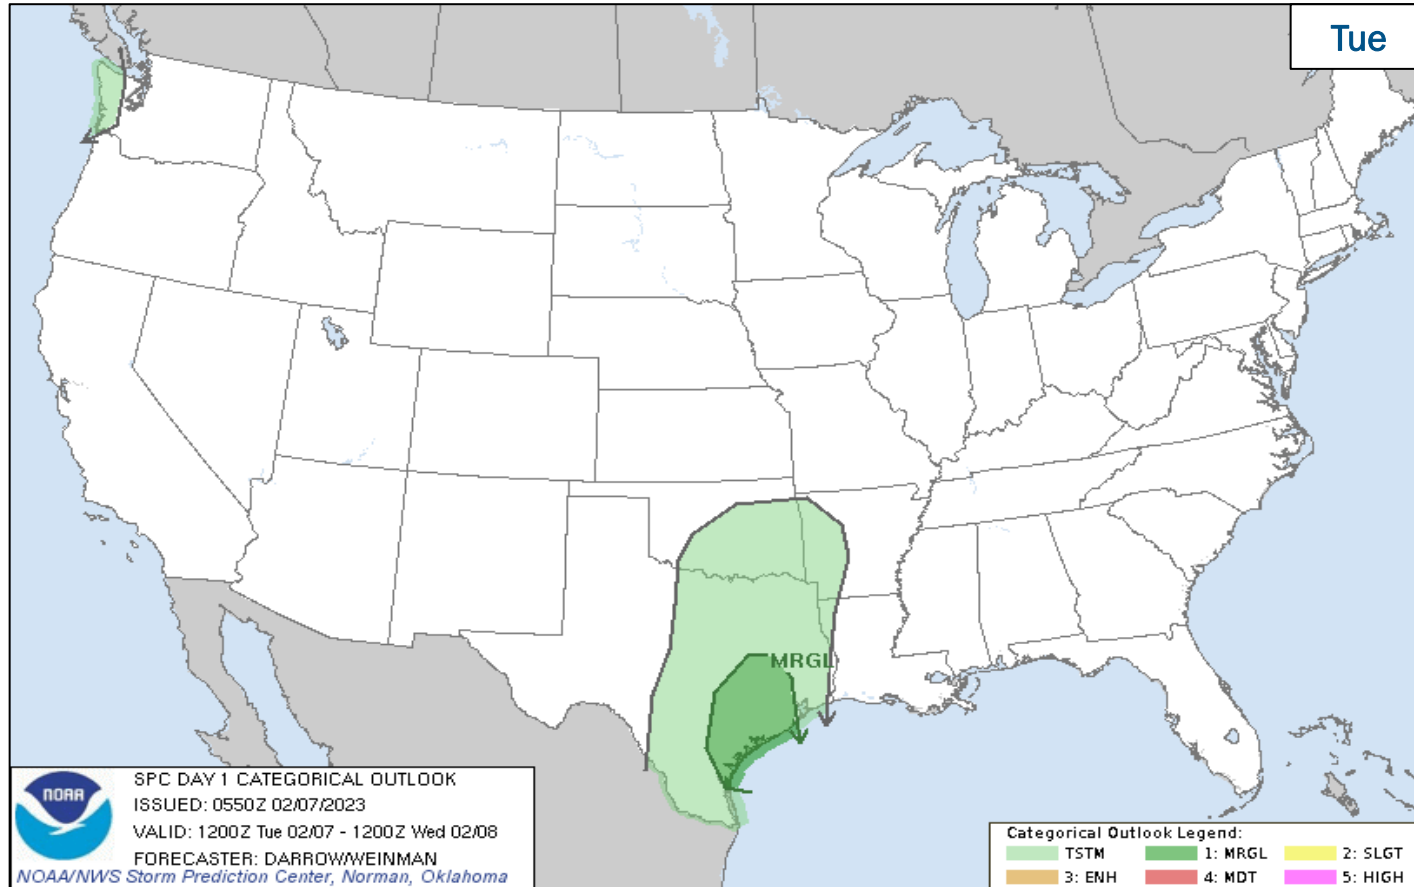 Tue
MRGL
NOAA
SPC DAY 1 CATEGORICAL OUTLOOK
ISSUED: 0550Z 02/07/2023
VALID: 1200Z Tue 02/07 - 1200Z Wed 02/08
FORECASTER: DARROW/WEINMAN
NOAA/NWS Storm Prediction Center, Norman, Oklahoma
Categorical Outlook Legend:
TSTM 1: MRGL 2: SLGT
3: ENH 4: MDT 5: HIGH